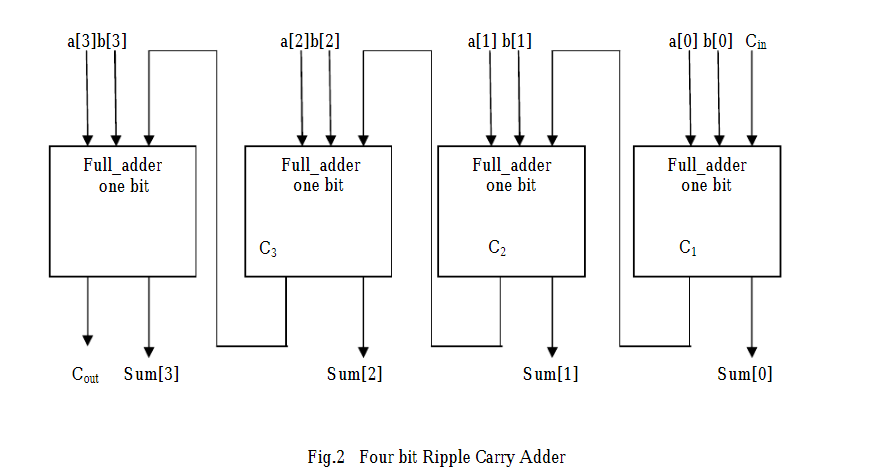 a[3]b[3] a[2]b[2] a[1] b[1] a[0] b[0] Cin
Full_adder Full_adder Full_adder Full_adder
one bit one bit one bit one bit
C3 C2 C1
Cout Sum[3] Sum[2] Sum[1] Sum[0]
Fig.2 Four bit Ripple Carry Adder